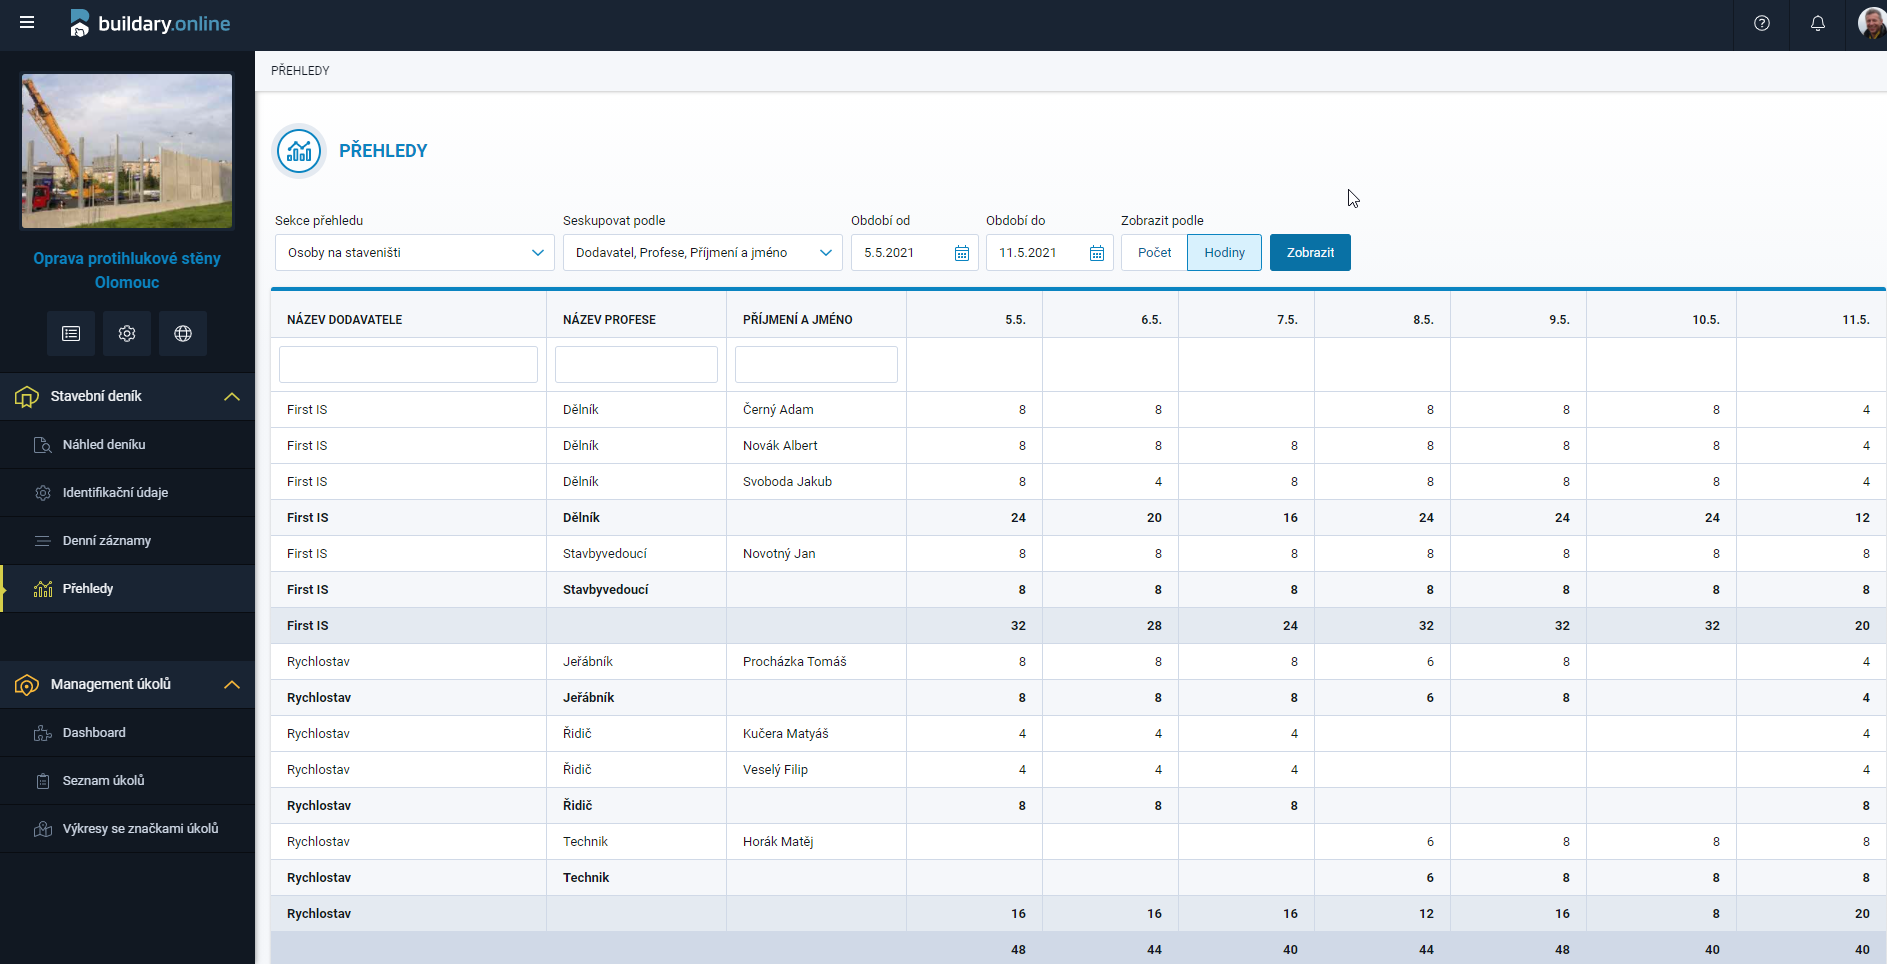 buildary.online
PŘEHLEDY
Oprava protihlukové stěny
Olomouc
Stavební deník
Náhled deníku
Identifikační údaje
Denní záznamy
Přehledy
Management úkolů
Dashboard
Seznam úkolů
Výkresy se značkami úkolů
PŘEHLEDY
Sekce přehledu Seskupovat podle Období od Období do Zobrazit podle
Osoby na staveništi Dodavatel, Profese, Příjmení a jméno 5.5.2021 11.5.2021 Počet Hodiny Zobrazit
NÁZEV DODAVATELE NÁZEV PROFESE PŘÍJMENÍ A JMÉNO 5.5. 6.5. 7.5. 8.5. 9.5. 10.5. 11.5.
First IS Dělník Černý Adam 8 8 8 8 8 4
First IS Dělník Novák Albert 8 8 8 8 8 8 4
First IS Dělník Svoboda Jakub 8 4 8 8 8 8 4
First IS Dělník 24 20 16 24 24 24 12
First IS Stavbyvedoucí Novotný Jan 8 8 8 8 8 8 8
First IS Stavbyvedoucí 8 8 8 8 8 8 8
First IS 32 28 24 32 32 32 20
Rychlostav Jeřábník Procházka Tomáš 8 8 8 6 8 4
Rychlostav Jeřábník 8 8 8 6 8 4
Rychlostav Řidič Kučera Matyáš 4 4 4 4
Rychlostav Řidič Veselý Filip 4 4 4 4
Rychlostav Řidič 8 8 8 8
Rychlostav Technik Horák Matěj 6 8 8 8
Rychlostav Technik 6 8 8 8
Rychlostav 16 16 16 12 16 8 20
48 44 40 44 48 40 40